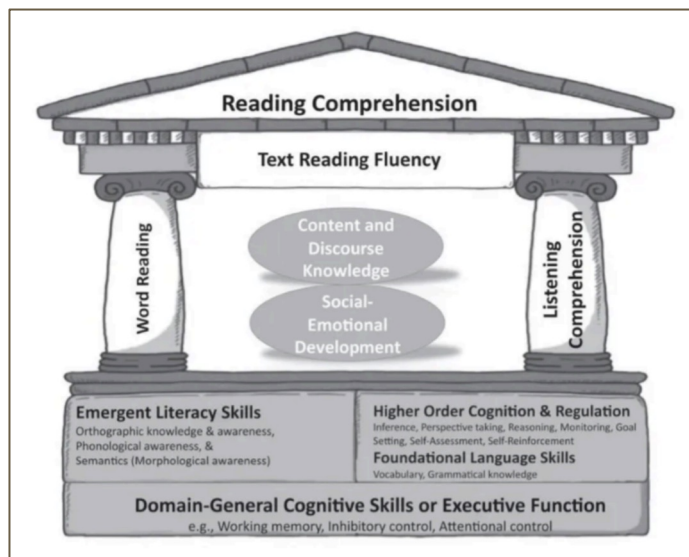 Reading Comprehension
Text Reading Fluency
Word Reading
Content and
Discourse
Knowledge
Social-
Emotional
Development
Listening
Comprehension
Emergent Literacy Skills
Orthographic knowledge & awareness,
Phonological awareness, &
Semantics (Morphological awareness)
Higher Order Cognition & Regulation
Inference, Perspective taking, Reasoning, Monitoring, Goal
Setting, Self-Assessment, Self-Reinforcement
Foundational Language Skills
Vocabulary, Grammatical knowledge
Domain-General Cognitive Skills or Executive Function
e.g., Working memory, Inhibitory control, Attentional control